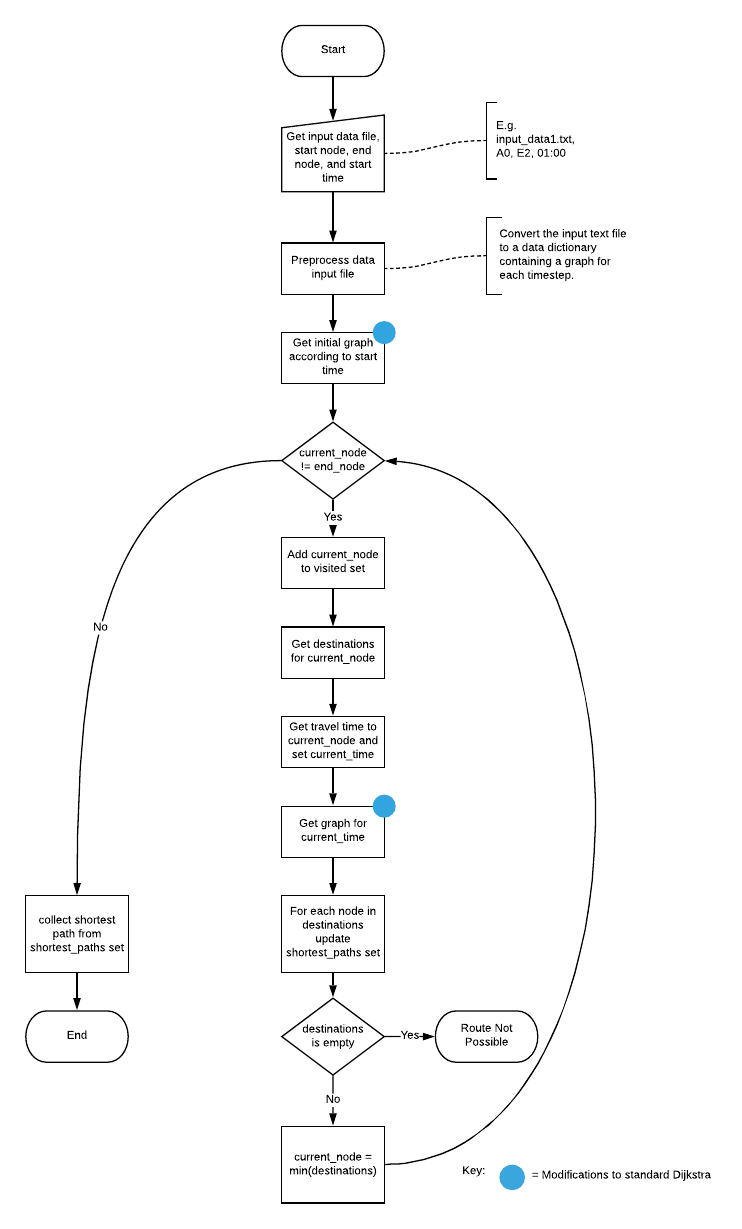 Start
Get input data file,
start node, end
node, and start
time
E.g.
input_data1.txt,
A0, E2, 01:00
Preprocess data
input file
Convert the input text file
to a data dictionary
containing a graph for
each timestep.
Get initial graph
according to start
time
current_node
!= end_node
Yes
Add current_node
to visited set
No
Get destinations
for current_node
Get travel time to
current_node and
set current_time
Get graph for
current_time
For each node in
destinations
update
shortest_paths set
collect shortest
path from
shortest_paths set
End
destinations
is empty
Yes
Route Not
Possible
No
current_node =
min(destinations)
Key:
= Modifications to standard Dijkstra